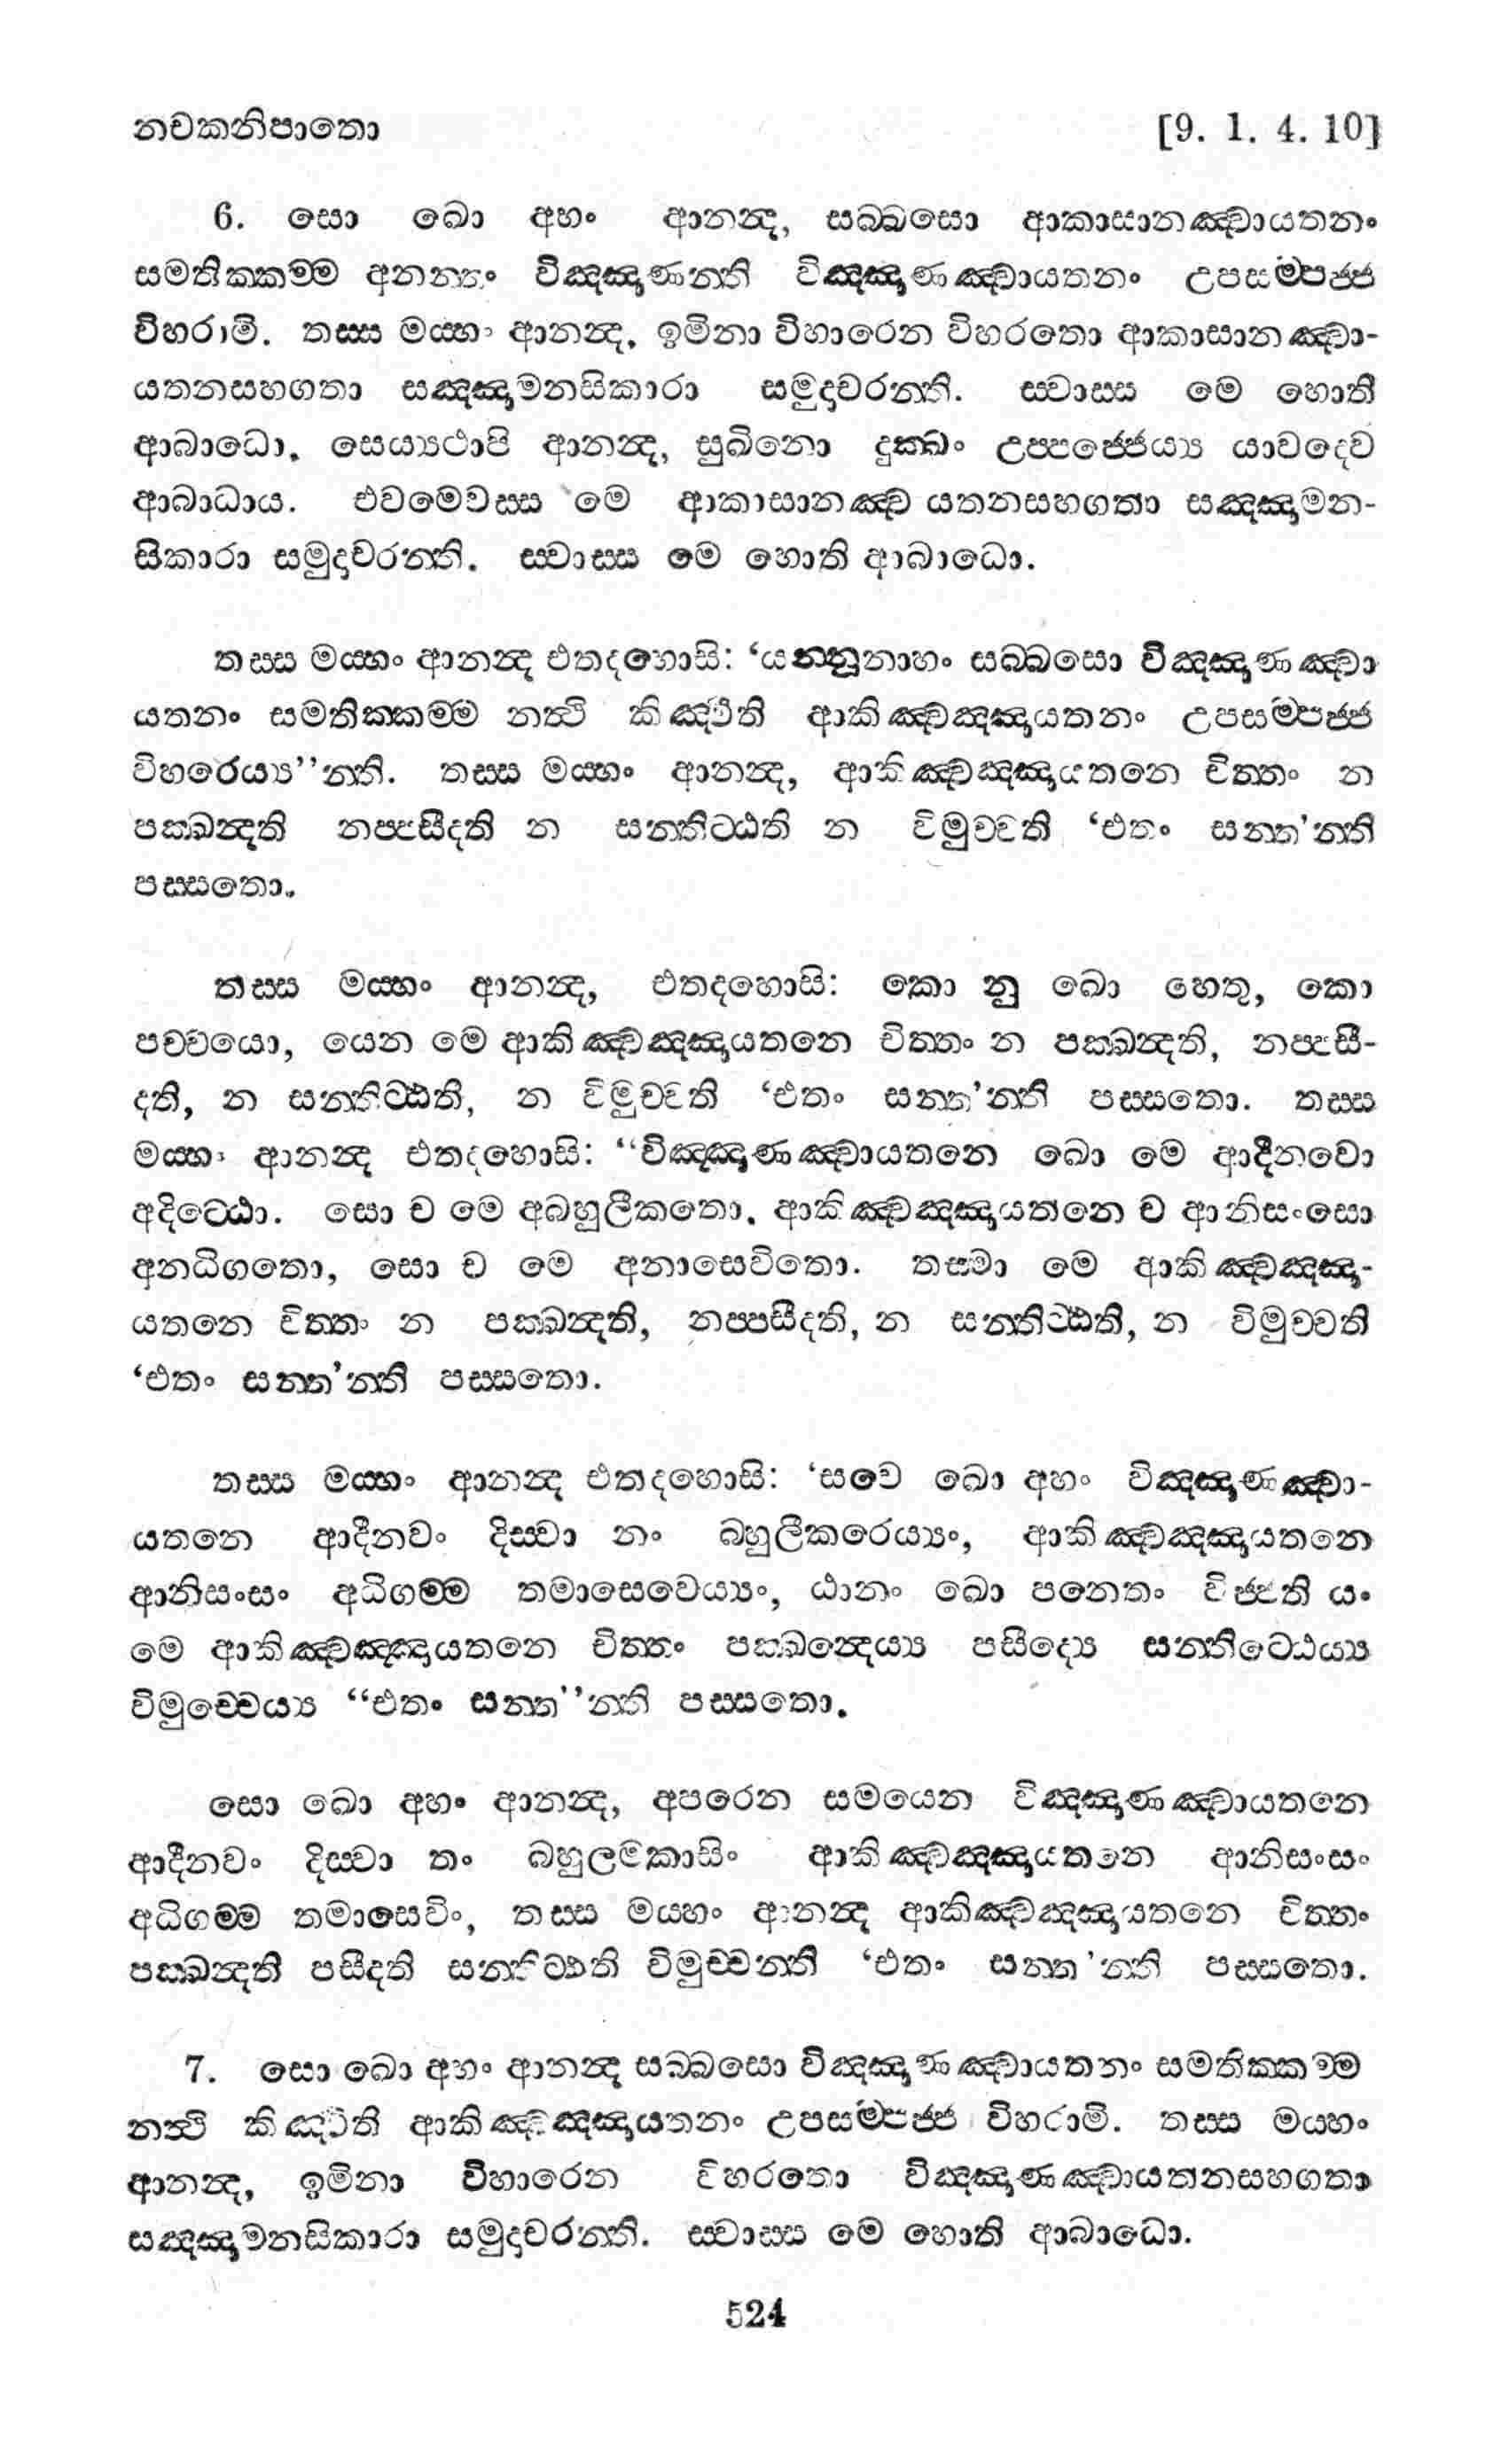 නවකනිපාතො [9. 1. 4. 10]
6. සො ඛො අහං ආනන්‍ද, සබ්බසො ආකාසානඤ්චායතනං
සමතික්කම්ම අනන්තං විඤ්ඤාණන්ති විඤ්ඤාණඤ්චායතනං උපසම්පජ්ජ
විහරාමි. තස්ස මය්හං ආනන්‍ද, ඉමිනා විහාරෙන විහරතො ආකාසානඤ්චා-
යතනසහගතා සඤ්ඤාමනසිකාරා සමුදාචරන්ති. ස්වාස්ස මෙ හොති
ආබාධො. සෙය්‍යථාපි ආනන්‍ද, සුඛිනො දුක්ඛං උප්පජ්ජෙය්‍ය යාවදෙව
ආබාධාය. එවමෙවස්ස මෙ ආකාසානඤ්ච යතනසහගතා සඤ්ඤාමන-
සිකාරා සමුදාචරන්ති. ස්වාස්ස මෙ හොති ආබාධො.
තස්ස මය්හං ආනන්‍ද එතදහොසි: ‘යන්නූනාහං සබ්බසො විඤ්ඤාණඤ්චා
යතනං සමතික්කම්ම නත්‍ථි කිඤ්චීති ආකිඤ්චඤ්ඤායතනං උපසම්පජ්ජ
විහරෙය්‍ය’’න්ති. තස්ස මය්හං ආනන්‍ද, ආකිඤ්චඤ්ඤායතනෙ චිත්තං න
පක්ඛන්‍දති නප්පසීදති න සන්තිට්ඨති න විමුච්චති ‘එතං සන්ත’න්ති
පස්සතො.
තස්ස මය්හං ආනන්‍ද, එතදහොසි: කො නු ඛො හෙතු, කො
පච්චයො, යෙන මෙ ආකිඤ්චඤ්ඤායතනෙ චිත්තං න පක්ඛන්‍දති, නප්පසී-
දති, න සන්තිට්ඨති, න විමුච්චති ‘එතං සන්ත’න්ති පස්සතො. තස්ස
මය්හං ආනන්‍ද එතදහොසි: “විඤ්ඤාණඤ්චායතනෙ ඛො මෙ ආදීනවො
අදිට්ඨො. සො ච මෙ අබහුලීකතො. ආකිඤ්චඤ්ඤායතනෙ ච ආනිසංසො
අනධිගතො, සො ච මෙ අනාසෙවිතො. තස්මා මෙ ආකිඤ්චඤ්ඤා-
යතනෙ චිත්තං න පක්ඛන්‍දති, නප්පසීදති, න සන්තිට්ඨති, න විමුච්චති
‘එතං සන්ත’න්ති පස්සතො.
තස්ස මය්හං ආනන්‍ද එතදහොසි: ‘සචෙ ඛො අහං විඤ්ඤාණඤ්චා-
යතනෙ ආදීනවං දිස්වා නං බහුලීකරෙය්‍යං, ආකිඤ්චඤ්ඤායතනෙ
ආනිසංසං අධිගම්ම තමාසෙවෙය්‍යං, ඨානං ඛො පනෙතං විජ්ජති යං
මෙ ආකිඤ්චඤ්ඤායතනෙ චිත්තං පක්ඛන්‍දෙය්‍ය පසීද්‍යෙ සන්තිට්ඨෙය්‍ය
විමුච්චෙය්‍ය “එතං සන්ත’’න්ති පස්සතො.
සො ඛො අහං ආනන්‍ද, අපරෙන සමයෙන විඤ්ඤාණඤ්චායතනෙ
ආදීනවං දිස්වා තං බහුලමකාසිං ආකිඤ්චඤ්ඤායතනෙ ආනිසංසං
අධිගම්ම තමාසෙවිං, තස්ස මය්හං ආනන්‍ද ආකිඤ්චඤ්ඤායතනෙ චිත්තං
පක්ඛන්‍දති පසීදති සන්තිට්ඨති විමුච්චන්ති ‘එතං සන්ත’න්ති පස්සතො.
7. සො ඛො අහං ආනන්‍ද සබ්බසො විඤ්ඤාණඤ්චායතනං සමතික්කම්ම
නත්‍ථි කිඤ්චීති ආකිඤ්චඤ්ඤායතනං උපසම්පජ්ජ විහරාමි. තස්ස මය්හං
ආනන්‍ද, ඉමිනා විහාරෙන විහරතො විඤ්ඤාණඤ්චායතනසහගතා
සඤ්ඤාමනසිකාරා සමුදාචරන්ති. ස්වාස්ස මෙ හොති ආබාධො.
524